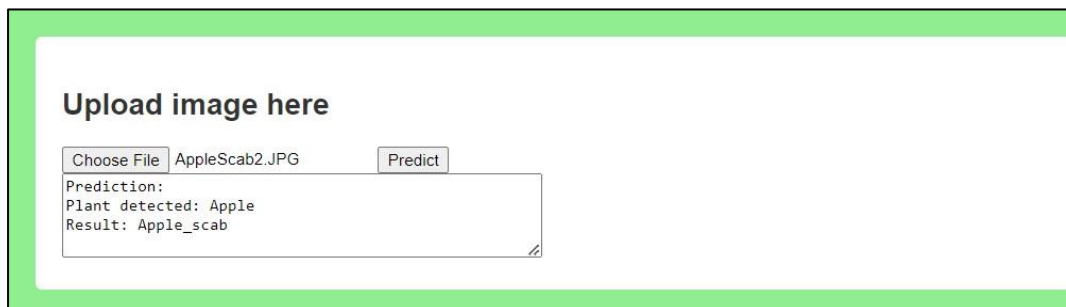 Upload image here
Choose File AppleScab2.JPG Predict
Prediction:
Plant detected: Apple
Result: Apple_scab